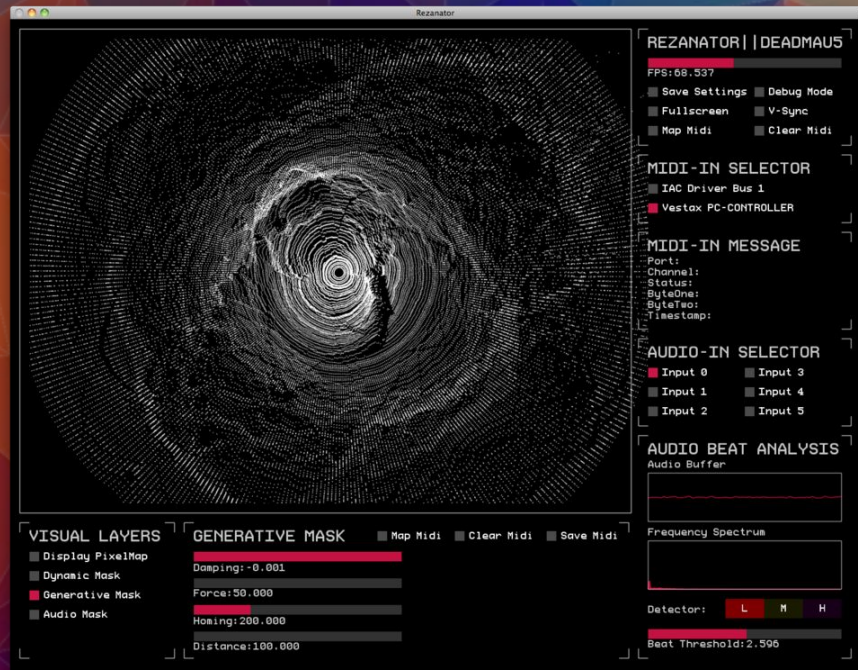 Rezanator
REZANATOR||DEADMAU5
FPS:68.537
Save Settings Debug Mode
Fullscreen V-Sync
Map Midi Clear Midi
MIDI-IN SELECTOR
IAC Driver Bus 1
Vestax PC-CONTROLLER
MIDI-IN MESSAGE
Port:
Channel:
Status:
ByteOne:
ByteTwo:
Timestamp:
AUDIO-IN SELECTOR
Input 0 Input 3
Input 1 Input 4
Input 2 Input 5
AUDIO BEAT ANALYSIS
Audio Buffer
Frequency Spectrum
Detector: L M H
Beat Threshold:2.596
VISUAL LAYERS
Display PixelMap
Dynamic Mask
Generative Mask
Audio Mask
GENERATIVE MASK Map Midi Clear Midi Save Midi
Damping:-0.001
Force:50.000
Homing:200.000
Distance:100.000